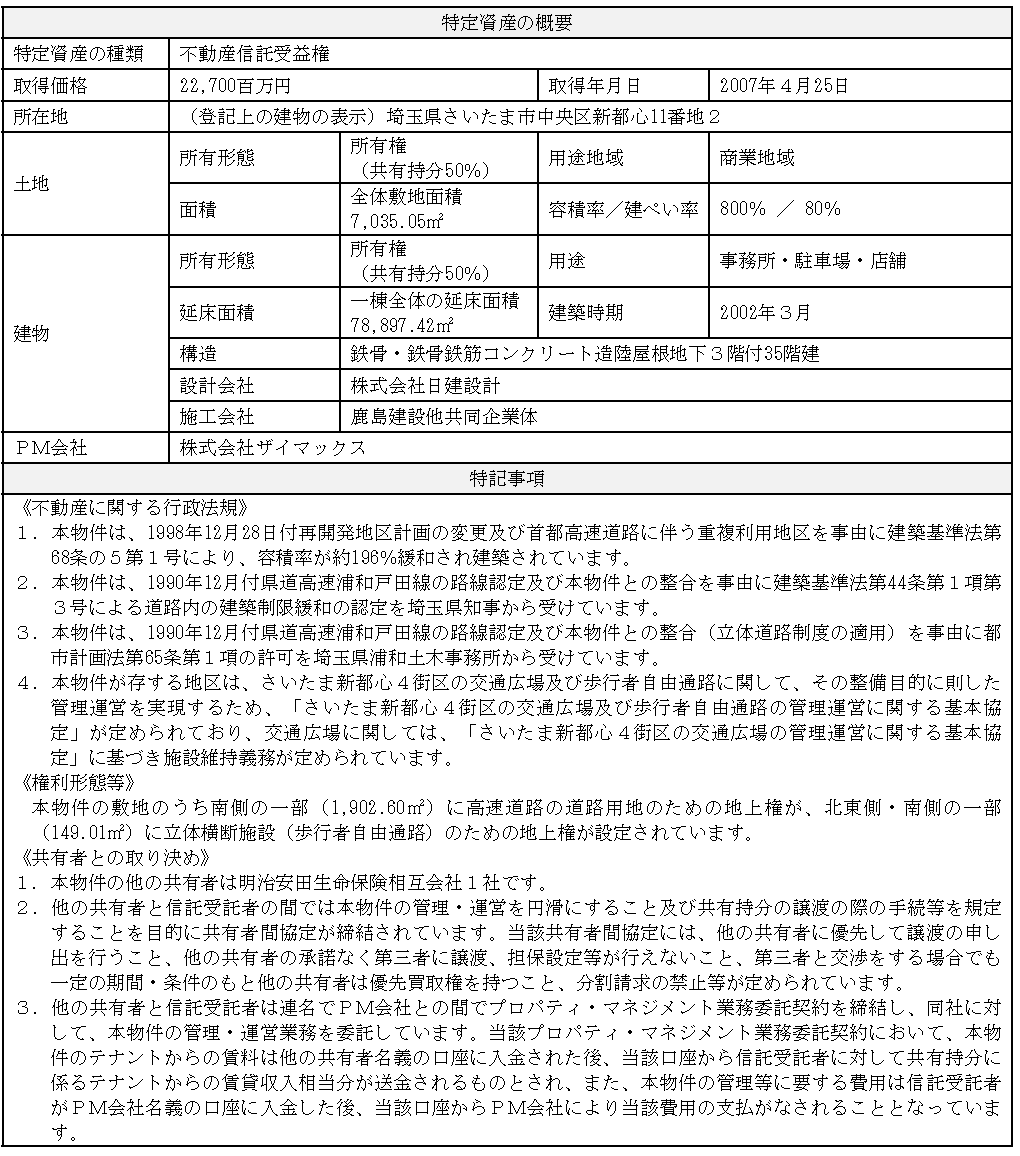 特定資産の概要
特定資産の種類 不動産信託受益権
取得価格 22,700百万円 取得年月日 2007年４月25日
所在地 （登記上の建物の表示）埼玉県さいたま市中央区新都心11番地２
土地 所有形態 所有権
（共有持分50%） 用途地域 商業地域
面積 全体敷地面積
7,035.05㎡ 容積率／建ぺい率 800% ／ 80%
建物 所有形態 所有権
（共有持分50%） 用途 事務所・駐車場・店舗
延床面積 一棟全体の延床面積
78,897.42㎡ 建築時期 2002年３月
構造 鉄骨・鉄骨鉄筋コンクリート造陸屋根地下３階付35階建
設計会社 株式会社日建設計
施工会社 鹿島建設他共同企業体
ＰＭ会社 株式会社ザイマックス
特記事項
《不動産に関する行政法規》
１．本物件は、1998年12月28日付再開発地区計画の変更及び首都高速道路に伴う重複利用地区を事由に建築基準法第
68条の５第１号により、容積率が約196%緩和され建築されています。
２．本物件は、1990年12月付県道高速浦和戸田線の路線認定及び本物件との整合を事由に建築基準法第44条第１項第
３号による道路内の建築制限緩和の認定を埼玉県知事から受けています。
３．本物件は、1990年12月付県道高速浦和戸田線の路線認定及び本物件との整合（立体道路制度の適用）を事由に都
市計画法第65条第１項の許可を埼玉県浦和土木事務所から受けています。
４．本物件が存する地区は、さいたま新都心４街区の交通広場及び歩行者自由通路に関して、その整備目的に則した
管理運営を実現するため、「さいたま新都心４街区の交通広場及び歩行者自由通路の管理運営に関する基本協
定」が定められており、交通広場に関しては、「さいたま新都心４街区の交通広場の管理運営に関する基本協
定」に基づき施設維持義務が定められています。
《権利形態等》
本物件の敷地のうち南側の一部（1,902.60㎡）に高速道路の道路用地のための地上権が、北東側・南側の一部
（149.01㎡）に立体横断施設（歩行者自由通路）のための地上権が設定されています。
《共有者との取り決め》
１．本物件の他の共有者は明治安田生命保険相互会社１社です。
２．他の共有者と信託受託者の間では本物件の管理・運営を円滑にすること及び共有持分の譲渡の際の手続等を規定
することを目的に共有者間協定が締結されています。当該共有者間協定には、他の共有者に優先して譲渡の申し
出を行うこと、他の共有者の承諾なく第三者に譲渡、担保設定等が行えないこと、第三者と交渉をする場合でも
一定の期間・条件のもと他の共有者は優先買取権を持つこと、分割請求の禁止等が定められています。
３．他の共有者と信託受託者は連名でＰＭ会社との間でプロパティ・マネジメント業務委託契約を締結し、同社に対
して、本物件の管理・運営業務を委託しています。当該プロパティ・マネジメント業務委託契約において、本物
件のテナントからの賃料は他の共有者名義の口座に入金された後、当該口座から信託受託者に対して共有持分に
係るテナントからの賃貸収入相当分が送金されるものとされ、また、本物件の管理等に要する費用は信託受託者
がＰＭ会社名義の口座に入金した後、当該口座からＰＭ会社により当該費用の支払がなされることとなっていま
す。